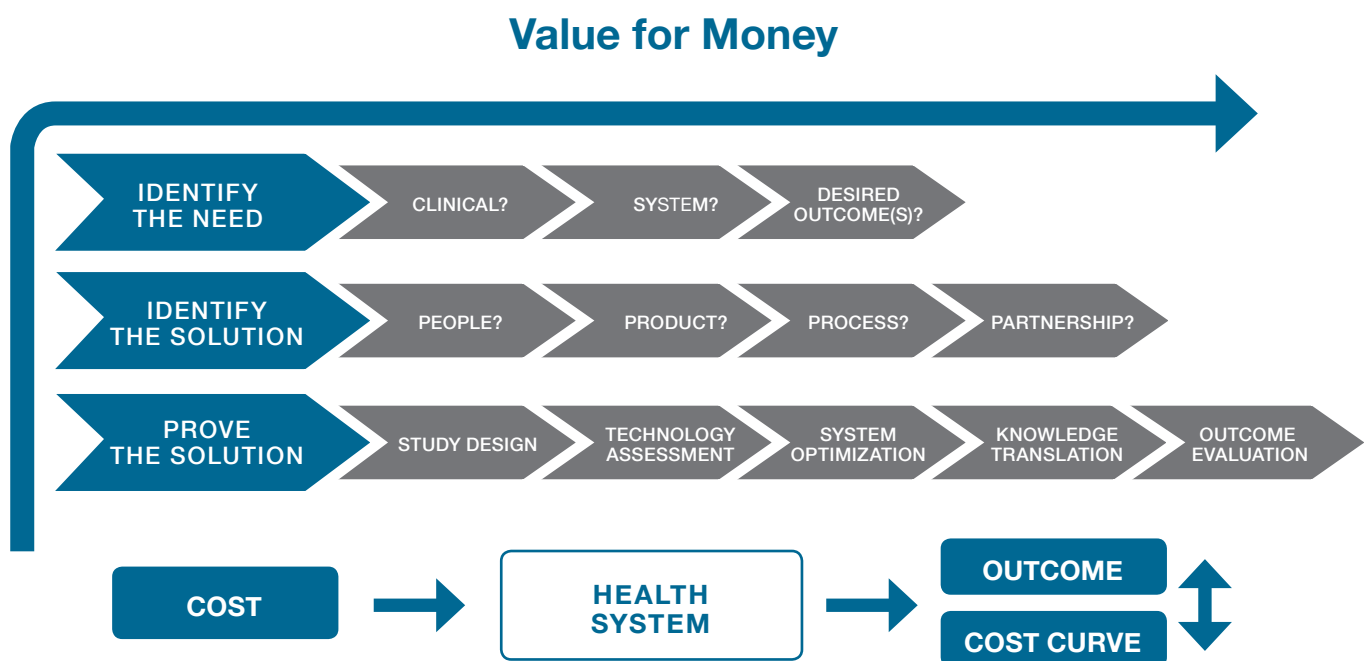 Value for Money
IDENTIFY
THE NEED
CLINICAL?
SYSTEM?
DESIRED
OUTCOME(S)?
IDENTIFY
THE SOLUTION
PEOPLE?
PRODUCT?
PROCESS?
PARTNERSHIP?
PROVE
THE SOLUTION
STUDY DESIGN
TECHNOLOGY
ASSESSMENT
SYSTEM
OPTIMIZATION
KNOWLEDGE
TRANSLATION
OUTCOME
EVALUATION
COST
HEALTH
SYSTEM
OUTCOME
COST CURVE